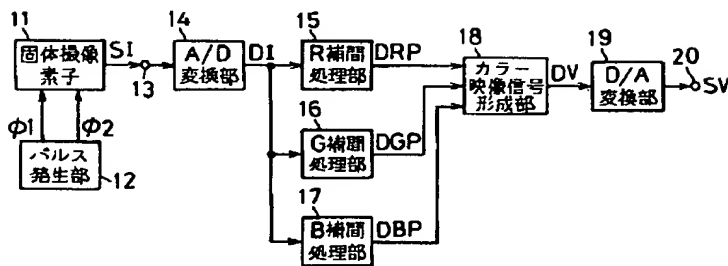 11
固体撮像
素子
SI
13
14
A/D
変換部
DI
15
R補間
処理部
DRP
16
G補間
処理部
DGP
17
B補間
処理部
DBP
18
カラー
映像信号
形成部
DV
19
D/A
変換部
20
SV
φ1
φ2
パルス
発生部
12